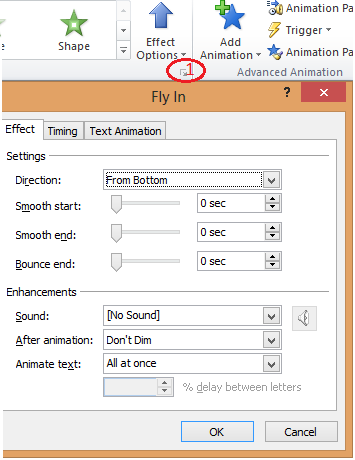 Shape
Effect
Options
Add
Animation
Animation Pa
Trigger
Animation Pa
1
Advanced Animation
Fly In
?
Effect
Timing
Text Animation
Settings
Direction:
From Bottom
Smooth start:
0 sec
Smooth end:
0 sec
Bounce end:
0 sec
Enhancements
Sound:
[No Sound]
After animation:
Don't Dim
Animate text:
All at once
% delay between letters
OK
Cancel